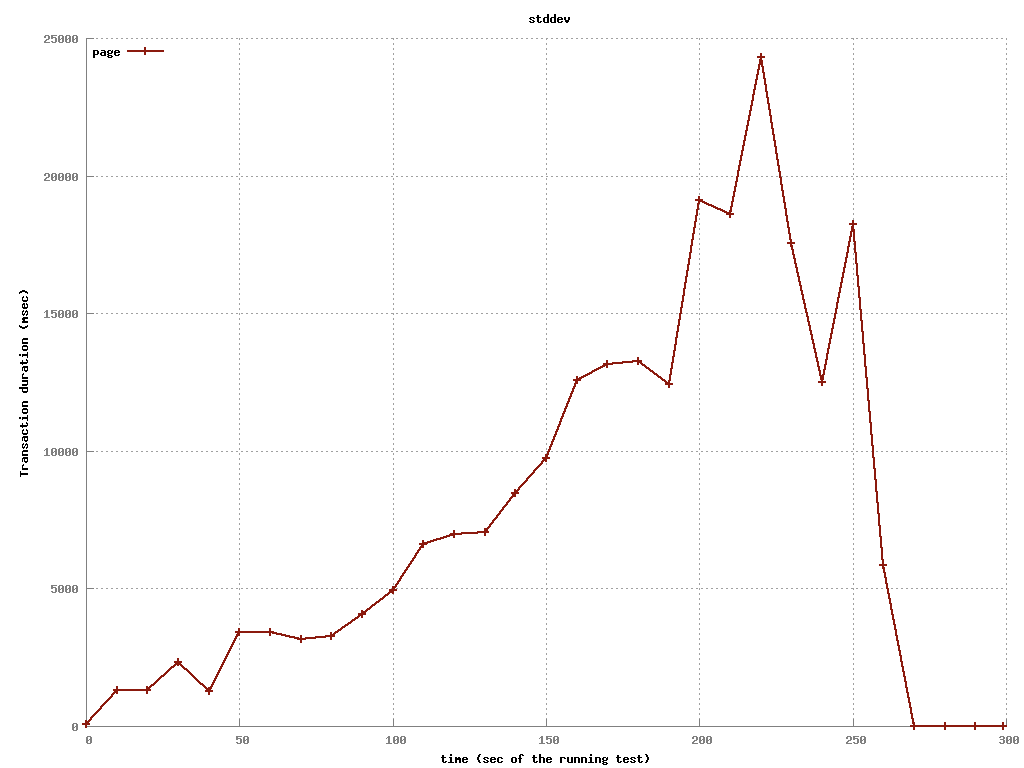 stddev
page
25000
20000
15000
10000
5000
0
Transaction duration (msec)
0 50 100 150 200 250 300
time (sec of the running test)